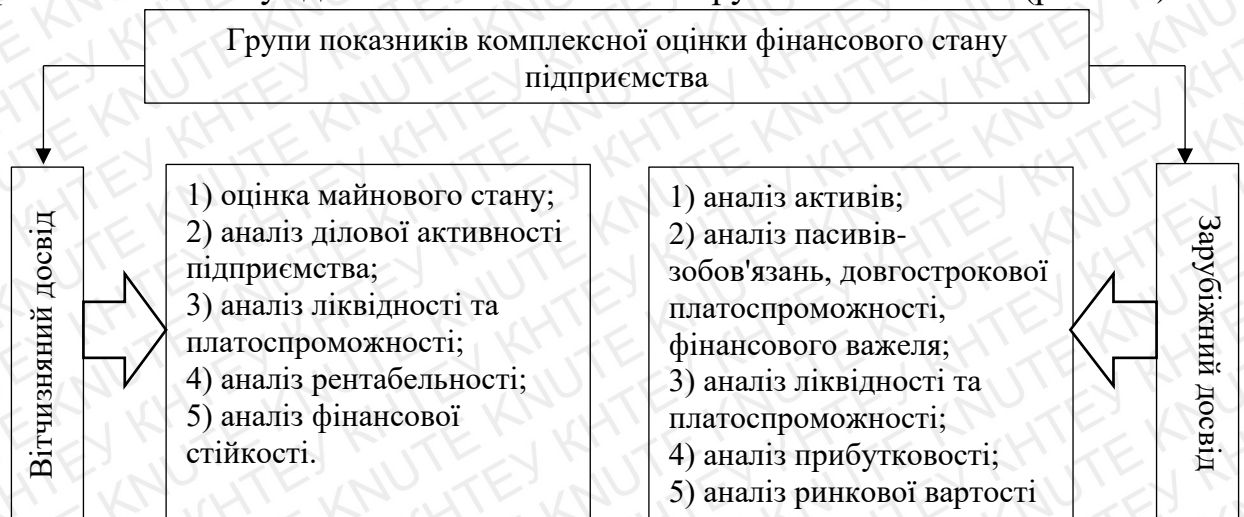 Групи показників комплексної оцінки фінансового стану
підприємства
Вітчизняний досвід
1) оцінка майнового стану;
2) аналіз ділової активності
підприємства;
3) аналіз ліквідності та
платоспроможності;
4) аналіз рентабельності;
5) аналіз фінансової
стійкості.
1) аналіз активів;
2) аналіз пасивів-
зобов'язань, довгострокової
платоспроможності,
фінансового важеля;
3) аналіз ліквідності та
платоспроможності;
4) аналіз прибутковості;
5) аналіз ринкової вартості
Зарубіжний досвід